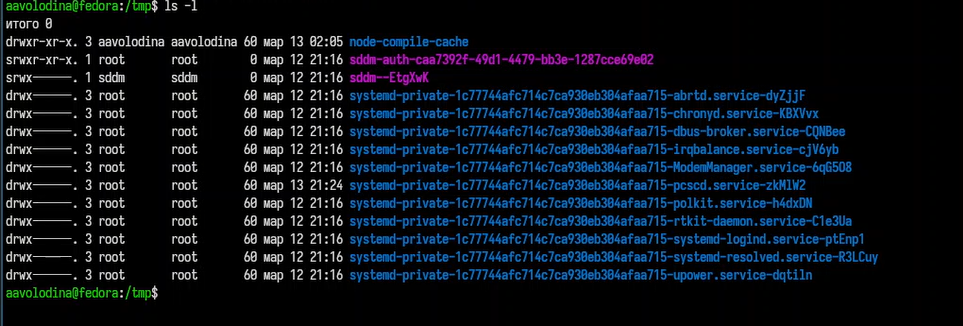 aavolodina@fedora:/tmp$ ls -l
итого 0
drwxr-xr-x. 3 aavolodina aavolodina 60 мар 13 02:05 node-compile-cache
srwxr-xr-x. 1 root root 0 мар 12 21:16 sddm-auth-caa7392f-49d1-4479-bb3e-1287cce69e02
srwx------. 1 sddm sddm 0 мар 12 21:16 sddm--EtgXwK
drwx------. 3 root root 60 мар 12 21:16 systemd-private-1c77744afc714c7ca930eb304afaa715-abrtd.service-dyZjjF
drwx------. 3 root root 60 мар 12 21:16 systemd-private-1c77744afc714c7ca930eb304afaa715-chronyd.service-KBXVvx
drwx------. 3 root root 60 мар 12 21:16 systemd-private-1c77744afc714c7ca930eb304afaa715-dbus-broker.service-CQNBee
drwx------. 3 root root 60 мар 12 21:16 systemd-private-1c77744afc714c7ca930eb304afaa715-irqbalance.service-cjV6yb
drwx------. 3 root root 60 мар 12 21:16 systemd-private-1c77744afc714c7ca930eb304afaa715-ModemManager.service-6qG5O8
drwx------. 3 root root 60 мар 13 21:24 systemd-private-1c77744afc714c7ca930eb304afaa715-pcscd.service-zkMlW2
drwx------. 3 root root 60 мар 12 21:16 systemd-private-1c77744afc714c7ca930eb304afaa715-polkit.service-h4dxDN
drwx------. 3 root root 60 мар 12 21:16 systemd-private-1c77744afc714c7ca930eb304afaa715-rtkit-daemon.service-C1e3Ua
drwx------. 3 root root 60 мар 12 21:16 systemd-private-1c77744afc714c7ca930eb304afaa715-systemd-logind.service-ptEnp1
drwx------. 3 root root 60 мар 12 21:16 systemd-private-1c77744afc714c7ca930eb304afaa715-systemd-resolved.service-R3LCuy
drwx------. 3 root root 60 мар 12 21:16 systemd-private-1c77744afc714c7ca930eb304afaa715-upower.service-dqtiln
aavolodina@fedora:/tmp$